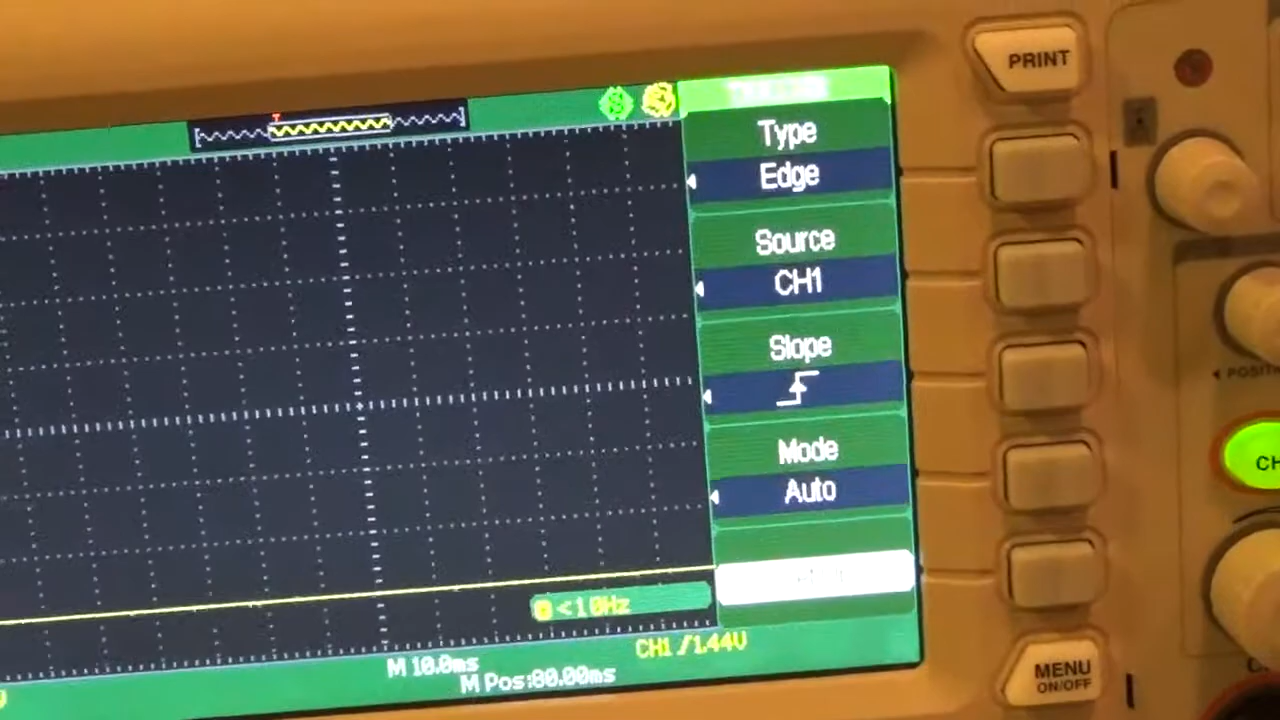 PRINT
Type
Edge
Source
CH1
Slope
Mode
Auto
<10Hz
CH1 / 1.44V
M 10.0ms
M Pos:80.00ms
MENU
ON/OFF